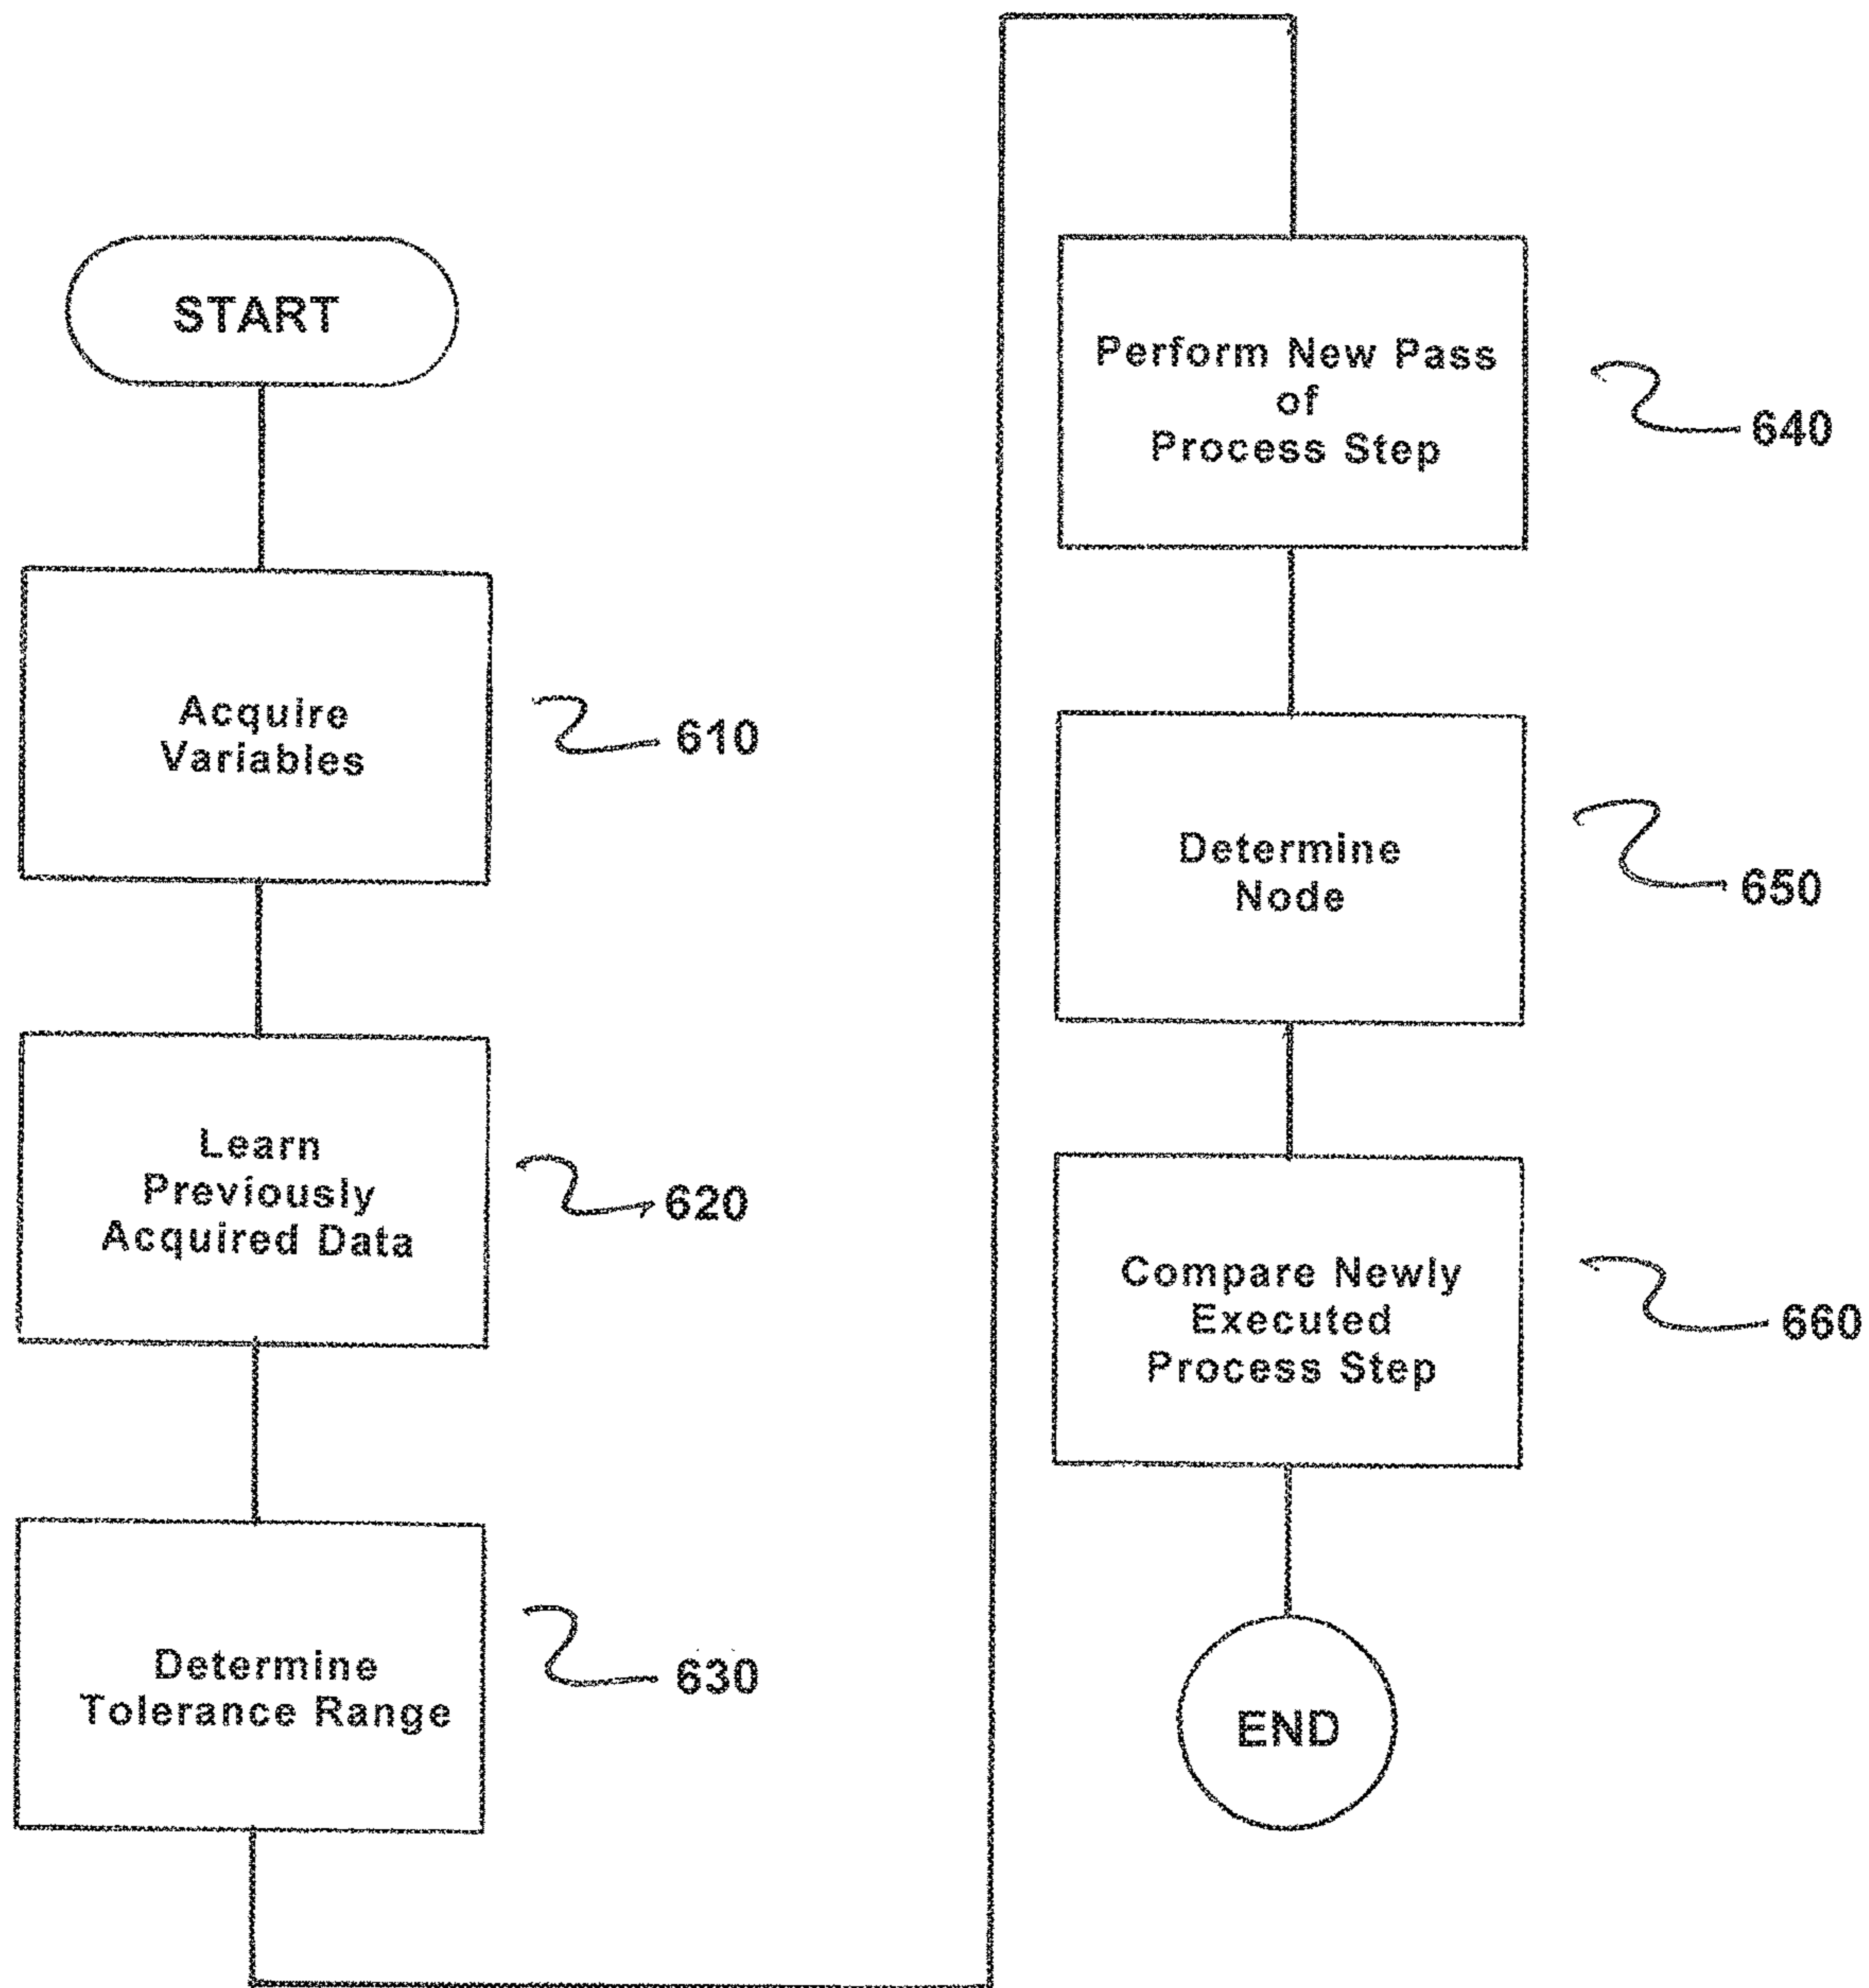 START
Acquire
Variables
610
Learn
Previously
Acquired Data
620
Determine
Tolerance Range
630
Perform New Pass
of
Process Step
640
Determine
Node
650
Compare Newly
Executed
Process Step
660
END